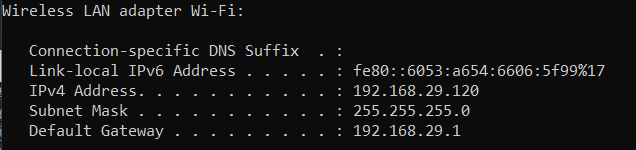 Wireless LAN adapter Wi-Fi:
Connection-specific DNS Suffix  . :
Link-local IPv6 Address . . . . . : fe80::6053:a654:6606:5f99%17
IPv4 Address. . . . . . . . . . . : 192.168.29.120
Subnet Mask . . . . . . . . . . . : 255.255.255.0
Default Gateway . . . . . . . . . : 192.168.29.1